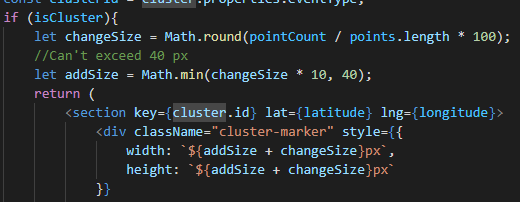 const clusterId = cluster.properties.eventType;
if (isCluster){
let changeSize = Math.round(pointCount / points.length * 100);
//Can't exceed 40 px
let addSize = Math.min(changeSize * 10, 40);
return (
<section key={cluster.id} lat={latitude} lng={longitude}>
<div className="cluster-marker" style={{
width: `${addSize + changeSize}px`,
height: `${addSize + changeSize}px`
}}